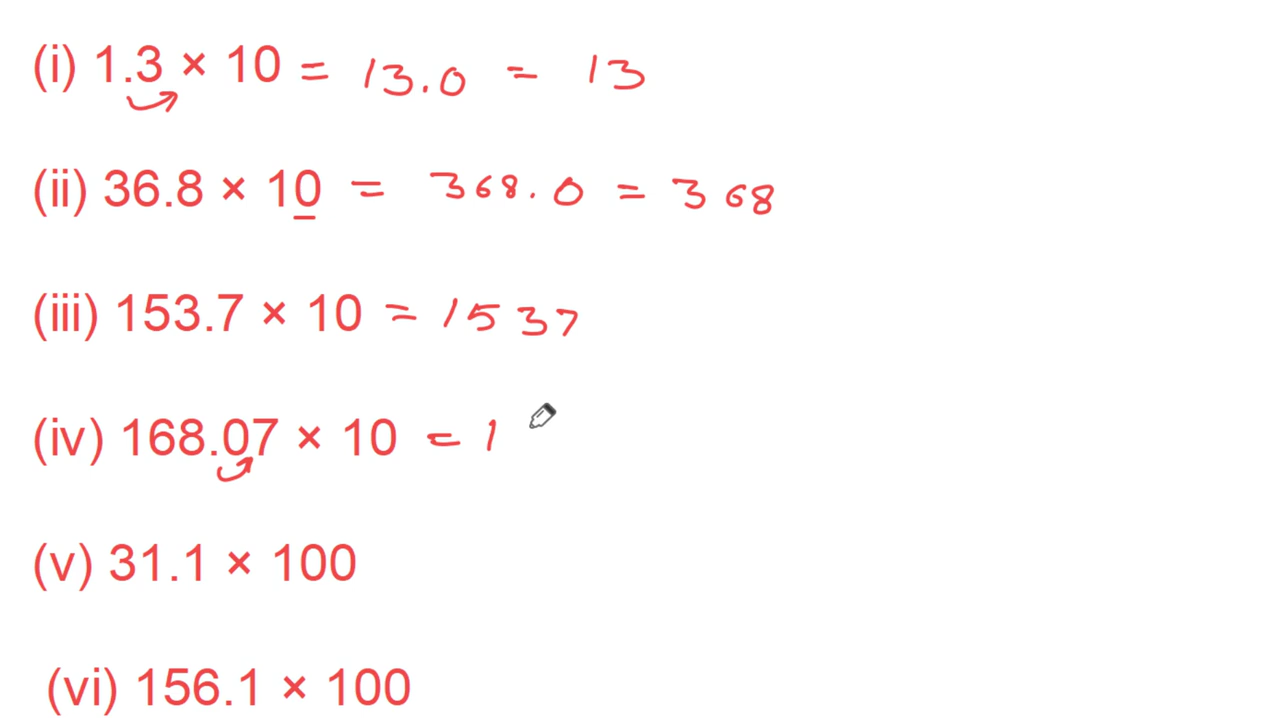 (i) 1.3 × 10 = 13.0 = 13
(ii) 36.8 × 10 = 368.0 = 368
(iii) 153.7 × 10 = 1537
(iv) 168.07 × 10 = 1
(v) 31.1 × 100
(vi) 156.1 × 100